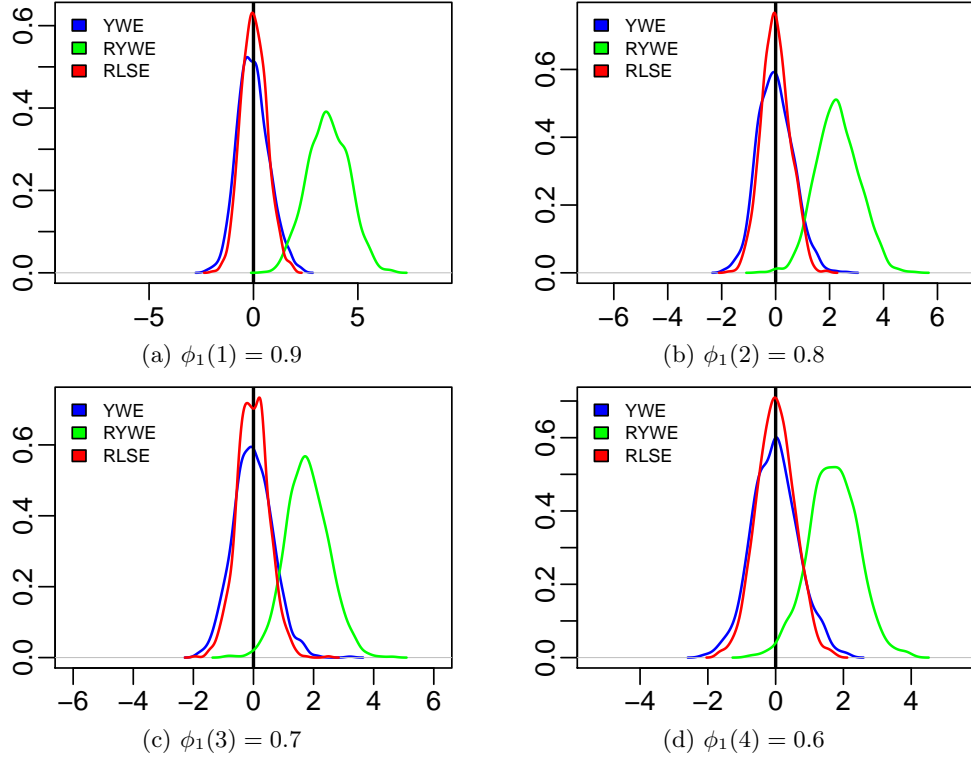 0.0 0.2 0.4 0.6
YWE
RYWE
RLSE
−5 0 5
(a) ϕ₁(1) = 0.9
0.0 0.2 0.4 0.6
YWE
RYWE
RLSE
−6 −4 −2 0 2 4 6
(b) ϕ₁(2) = 0.8
0.0 0.2 0.4 0.6
YWE
RYWE
RLSE
−6 −4 −2 0 2 4 6
(c) ϕ₁(3) = 0.7
0.0 0.2 0.4 0.6
YWE
RYWE
RLSE
−4 −2 0 2 4
(d) ϕ₁(4) = 0.6